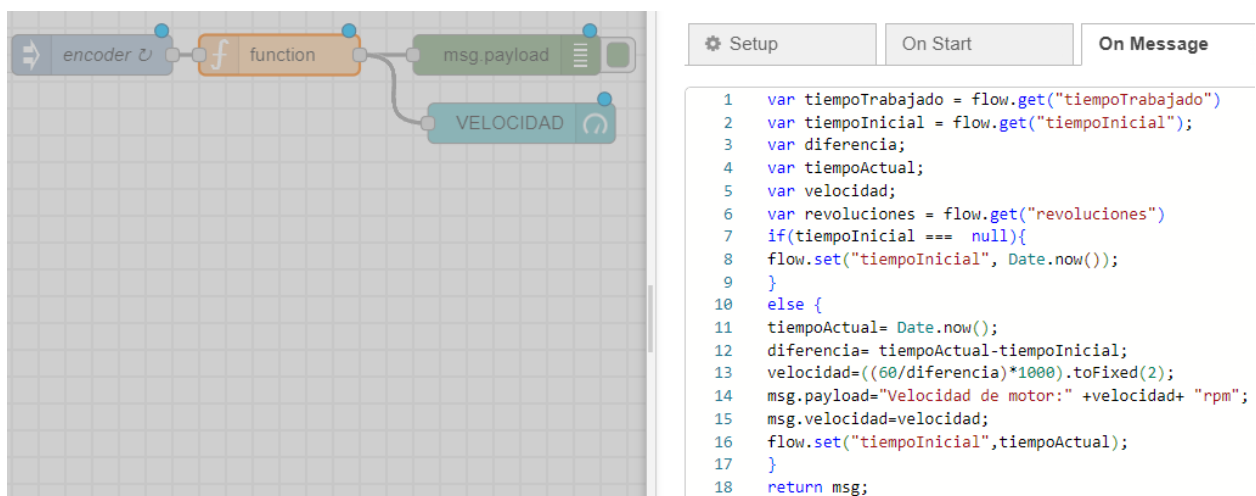 encoder ↻
function
msg.payload
VELOCIDAD
Setup
On Start
On Message
1 var tiempoTrabajado = flow.get("tiempoTrabajado")
2 var tiempoInicial = flow.get("tiempoInicial");
3 var diferencia;
4 var tiempoActual;
5 var velocidad;
6 var revoluciones = flow.get("revoluciones")
7 if(tiempoInicial ===  null){
8 flow.set("tiempoInicial", Date.now());
9 }
10 else {
11 tiempoActual= Date.now();
12 diferencia= tiempoActual-tiempoInicial;
13 velocidad=((60/diferencia)*1000).toFixed(2);
14 msg.payload="Velocidad de motor:" +velocidad+ "rpm";
15 msg.velocidad=velocidad;
16 flow.set("tiempoInicial",tiempoActual);
17 }
18 return msg;